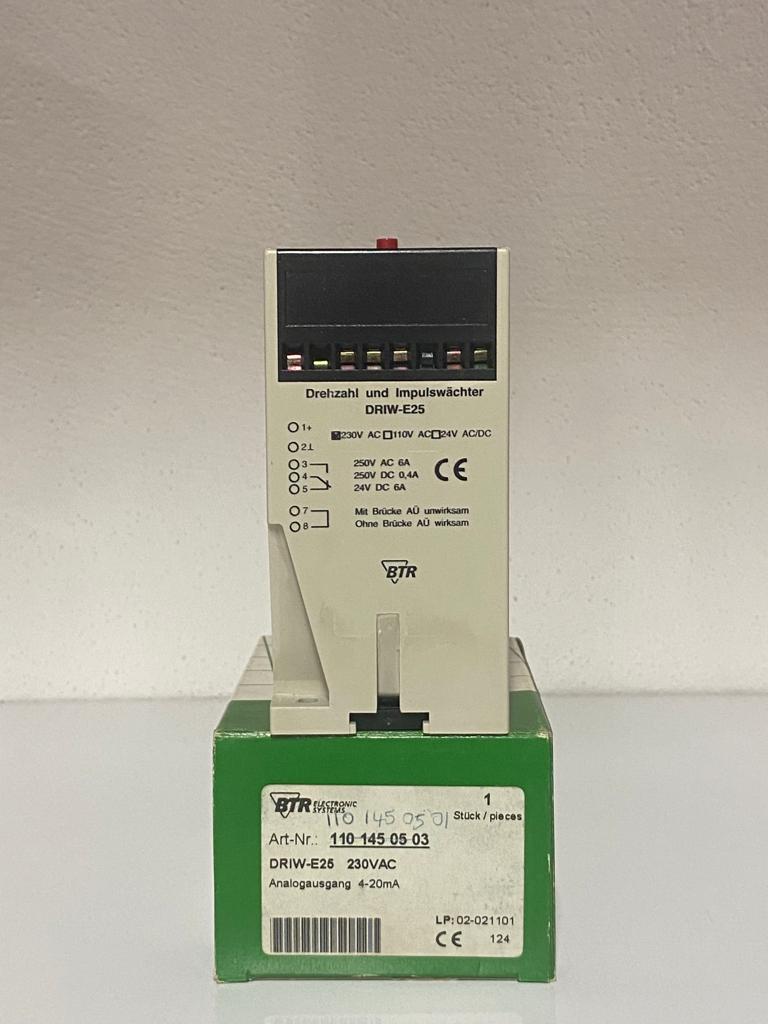 Drehzahl und Impulswächter
DRIW-E25
1+
230V AC 110V AC 24V AC/DC
2⊥
3 250V AC 6A
4 250V DC 0,4A
5 24V DC 6A
CE
7 Mit Brücke AÜ unwirksam
8 Ohne Brücke AÜ wirksam
BTR
BTR ELECTRONIC SYSTEMS
1
Stück / pieces
110 145 05 01
Art-Nr.: 110 145 05 03
DRIW-E25 230VAC
Analogausgang 4-20mA
LP: 02-021101
CE 124